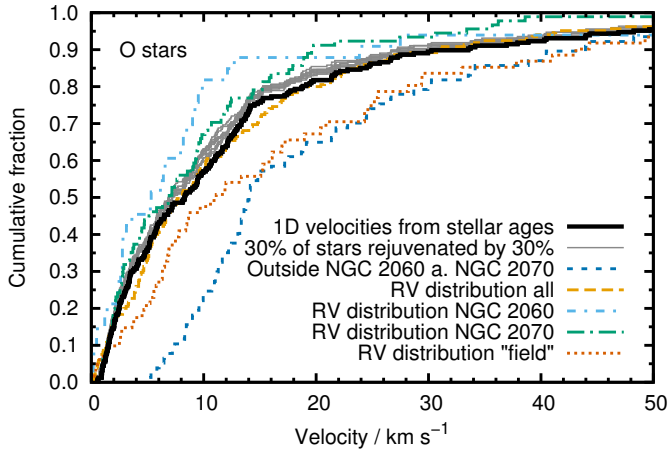 1.0
0.9
0.8
0.7
0.6
0.5
0.4
0.3
0.2
0.1
0.0
Cumulative fraction
O stars
1D velocities from stellar ages
30% of stars rejuvenated by 30%
Outside NGC 2060 a. NGC 2070
RV distribution all
RV distribution NGC 2060
RV distribution NGC 2070
RV distribution "field"
0 10 20 30 40 50
Velocity / km s⁻¹